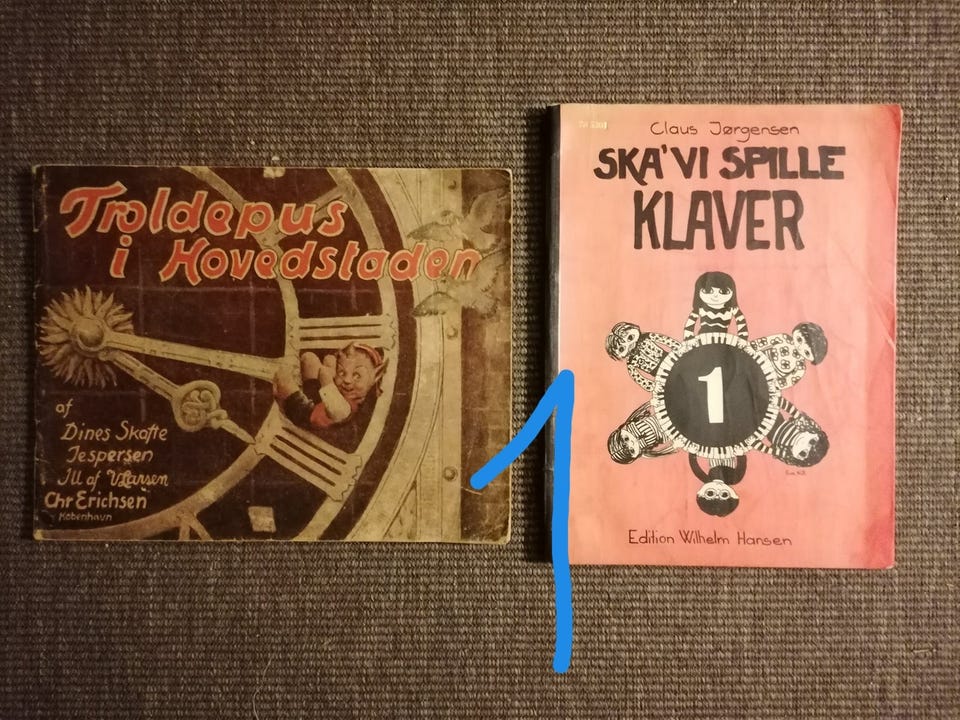 Troldepus
i Hovedstaden
af
Dines Skafte
Jespersen
Ill af V Larsen
Chr Erichsen
København
Claus Jørgensen
SKA' VI SPILLE
KLAVER
1
Edition Wilhelm Hansen
1